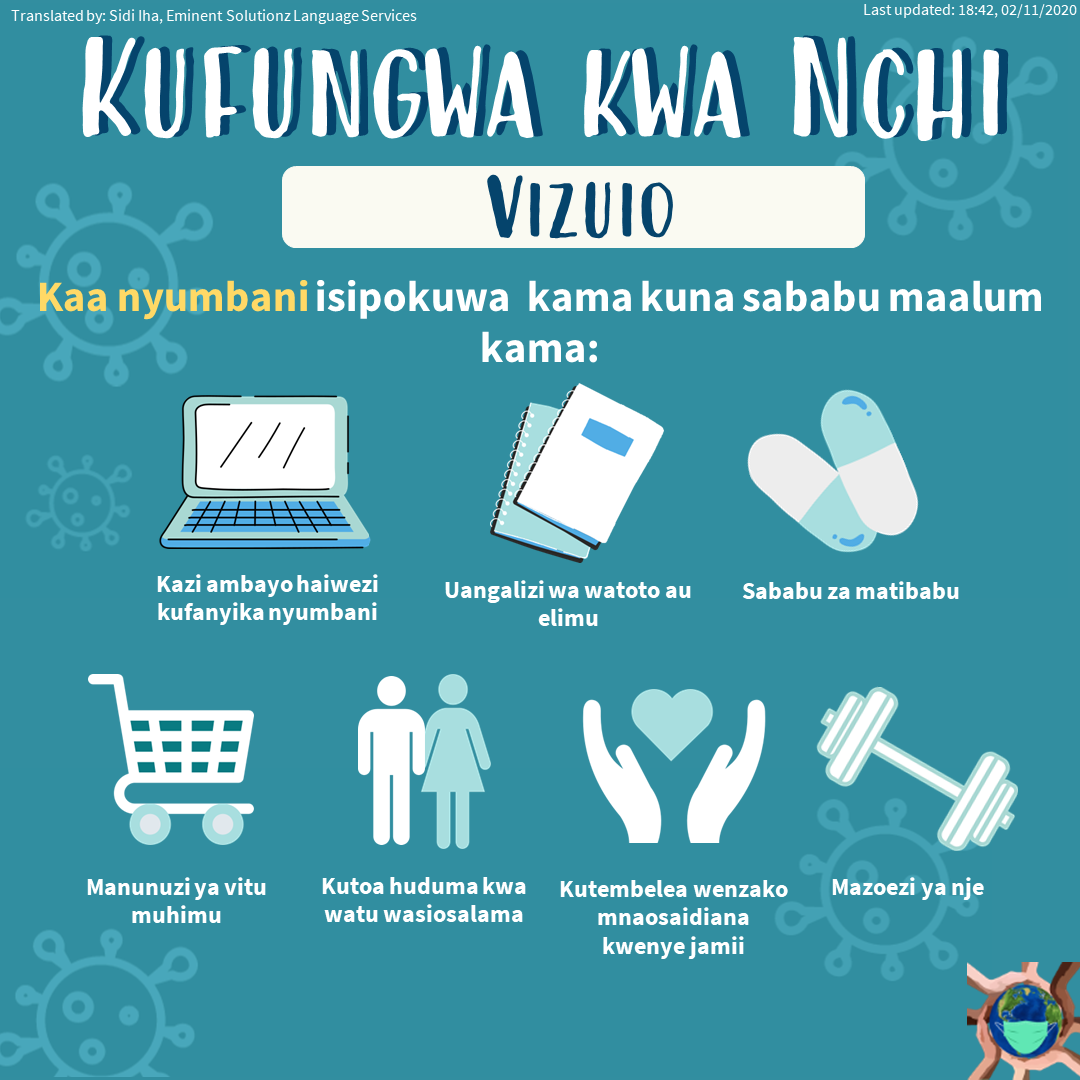 Translated by: Sidi Iha, Eminent Solutionz Language Services
Last updated: 18:42, 02/11/2020
KUFUNGWA KWA NCHI
VIZUIO
Kaa nyumbani isipokuwa kama kuna sababu maalum
kama:
Kazi ambayo haiwezi
kufanyika nyumbani
Uangalizi wa watoto au
elimu
Sababu za matibabu
Manunuzi ya vitu
muhimu
Kutoa huduma kwa
watu wasiosalama
Kutembelea wenzako
mnaosaidiana
kwenye jamii
Mazoezi ya nje